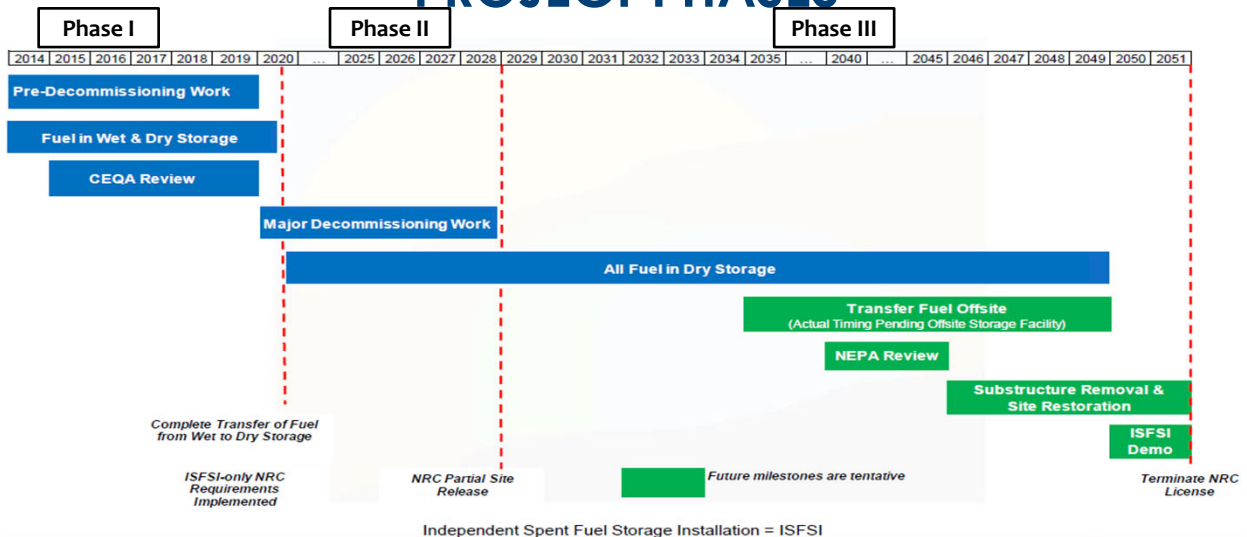 PROJECT PHASES
Phase I
Phase II
Phase III
2014 2015 2016 2017 2018 2019 2020 ... 2025 2026 2027 2028 2029 2030 2031 2032 2033 2034 2035 ... 2040 ... 2045 2046 2047 2048 2049 2050 2051
Pre-Decommissioning Work
Fuel in Wet & Dry Storage
CEQA Review
Major Decommissioning Work
All Fuel in Dry Storage
Transfer Fuel Offsite
(Actual Timing Pending Offsite Storage Facility)
NEPA Review
Substructure Removal &
Site Restoration
ISFSI
Demo
Complete Transfer of Fuel
from Wet to Dry Storage
ISFSI-only NRC
Requirements
Implemented
NRC Partial Site
Release
Future milestones are tentative
Terminate NRC
License
Independent Spent Fuel Storage Installation = ISFSI